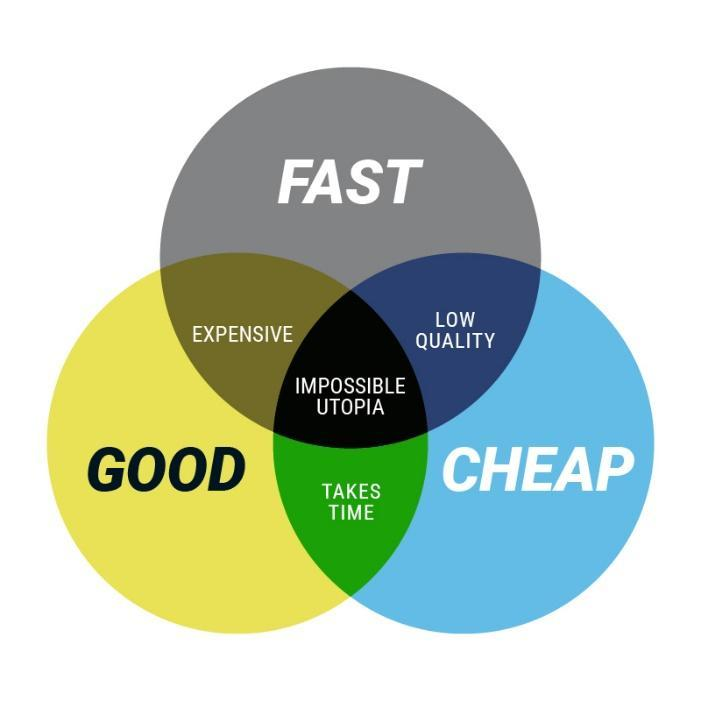 FAST
EXPENSIVE
LOW
QUALITY
IMPOSSIBLE
UTOPIA
GOOD
CHEAP
TAKES
TIME